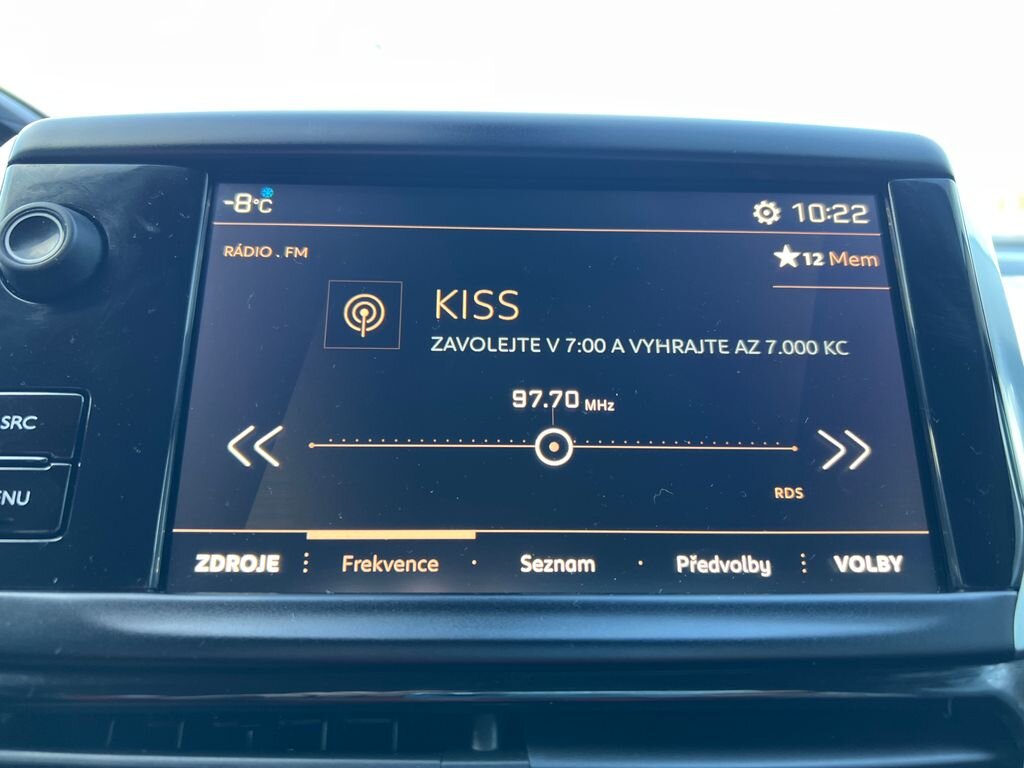 -8°C
10:22
RÁDIO . FM
12 Mem
KISS
ZAVOLEJTE V 7:00 A VYHRAJTE AZ 7.000 KC
97.70 MHz
SRC
RDS
ENU
ZDROJE Frekvence Seznam Předvolby VOLBY